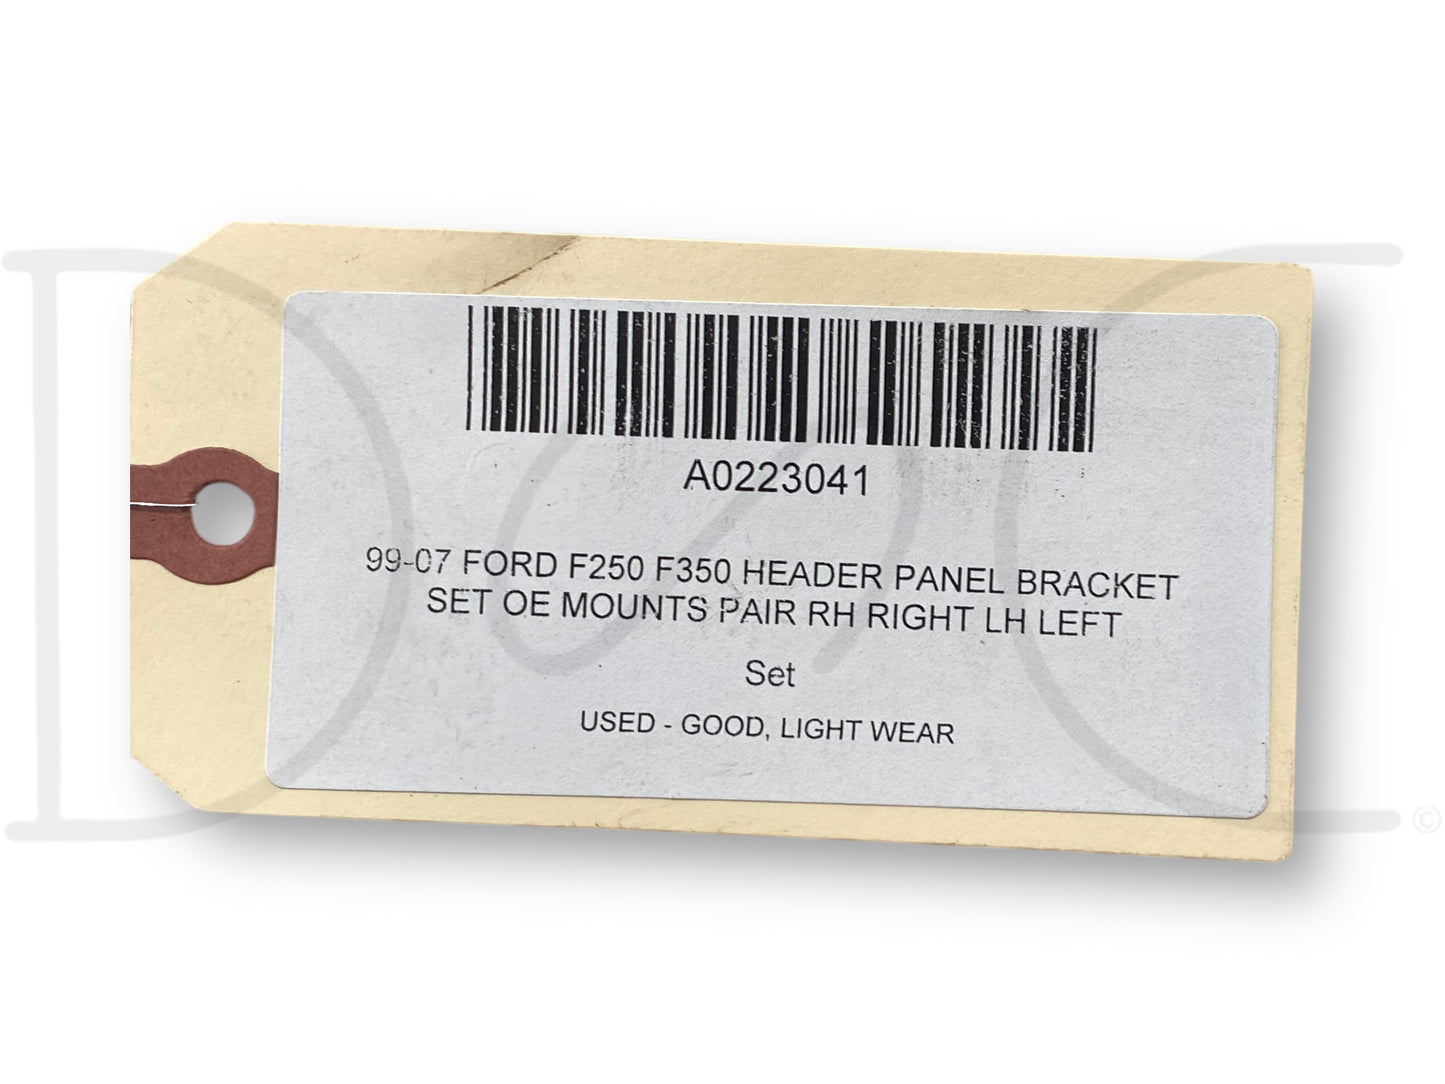 A0223041
99-07 FORD F250 F350 HEADER PANEL BRACKET
SET OE MOUNTS PAIR RH RIGHT LH LEFT
Set
USED - GOOD, LIGHT WEAR
©